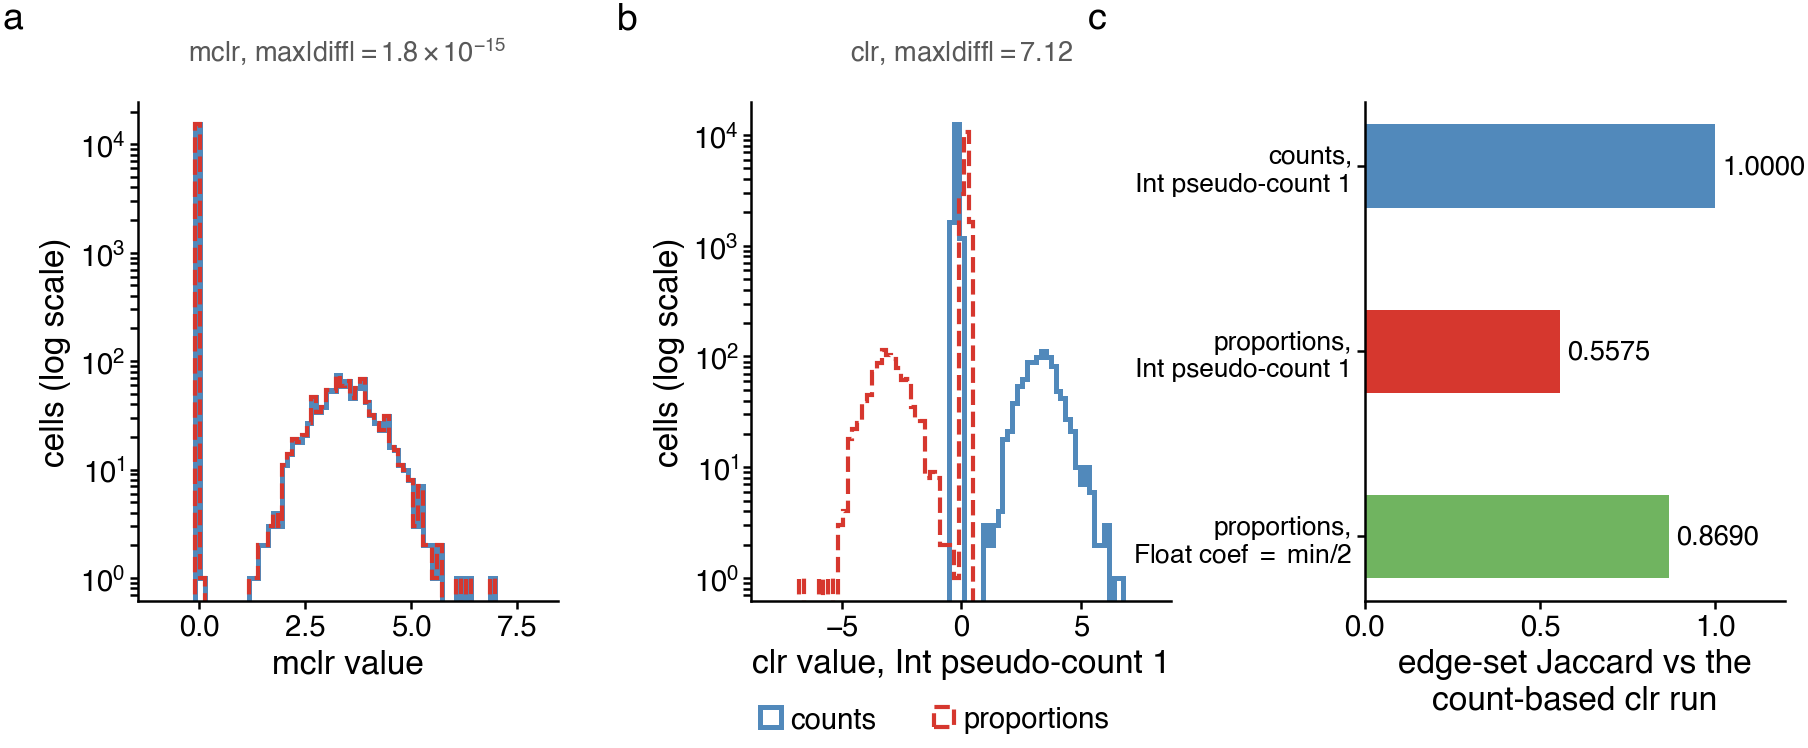 a
mclr, max|diff| = 1.8 × 10⁻¹⁵
10⁴
10³
10²
10¹
10⁰
cells (log scale)
0.0 2.5 5.0 7.5
mclr value
b
clr, max|diff| = 7.12
10⁴
10³
10²
10¹
10⁰
cells (log scale)
−5 0 5
clr value, Int pseudo-count 1
counts proportions
c
counts,
Int pseudo-count 1
1.0000
proportions,
Int pseudo-count 1
0.5575
proportions,
Float coef = min/2
0.8690
0.0 0.5 1.0
edge-set Jaccard vs the
count-based clr run